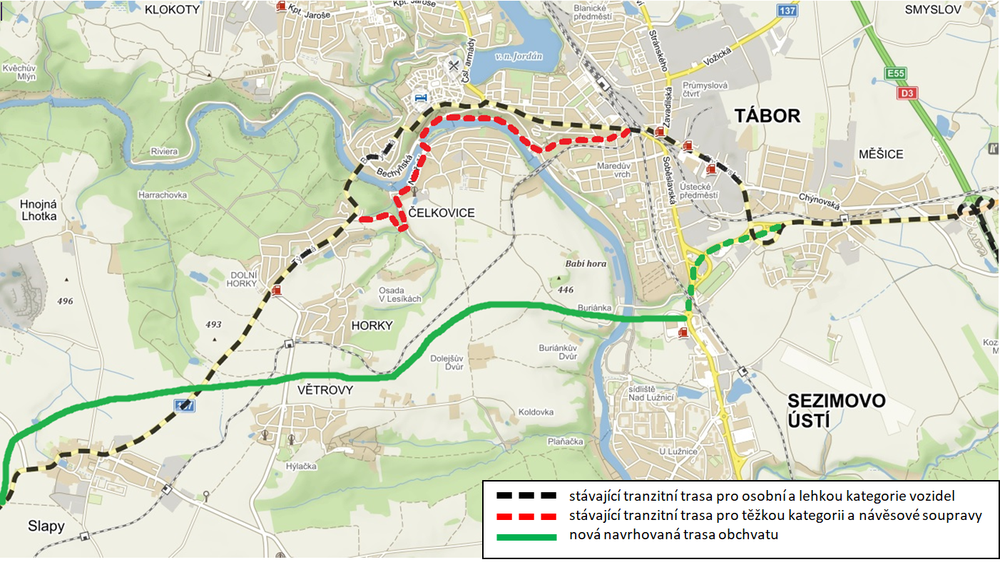 KLOKOTY
Kpt. Jaroše
Kpt. Jaroše
Blanické
předměstí
137
SMYSLOV
Kvěchův
Mlýn
v. n. Jordán
Čsl. armády
Stránského
Vožická
E55
D3
Průmyslová
čtvrť
Zavadilská
TÁBOR
MĚŠICE
Riviera
Bechyňská
Maredův
vrch
Soběslavská
Ústecké
předměstí
Chýnovská
Harrachovka
Hnojná
Lhotka
ČELKOVICE
DOLNÍ
HORKY
Babí hora
446
496
Osada
V Lesíkách
Buriánka
493
HORKY
Buriánkův
Dvůr
Dolejšův
Dvůr
VĚTROVY
sídliště
Nad Lužnicí
SEZIMOVO
ÚSTÍ
Koldovka
Plaňačka
U Lužnice
Hýlačka
Slapy
stávající tranzitní trasa pro osobní a lehkou kategorie vozidel
stávající tranzitní trasa pro těžkou kategorii a návěsové soupravy
nová navrhovaná trasa obchvatu